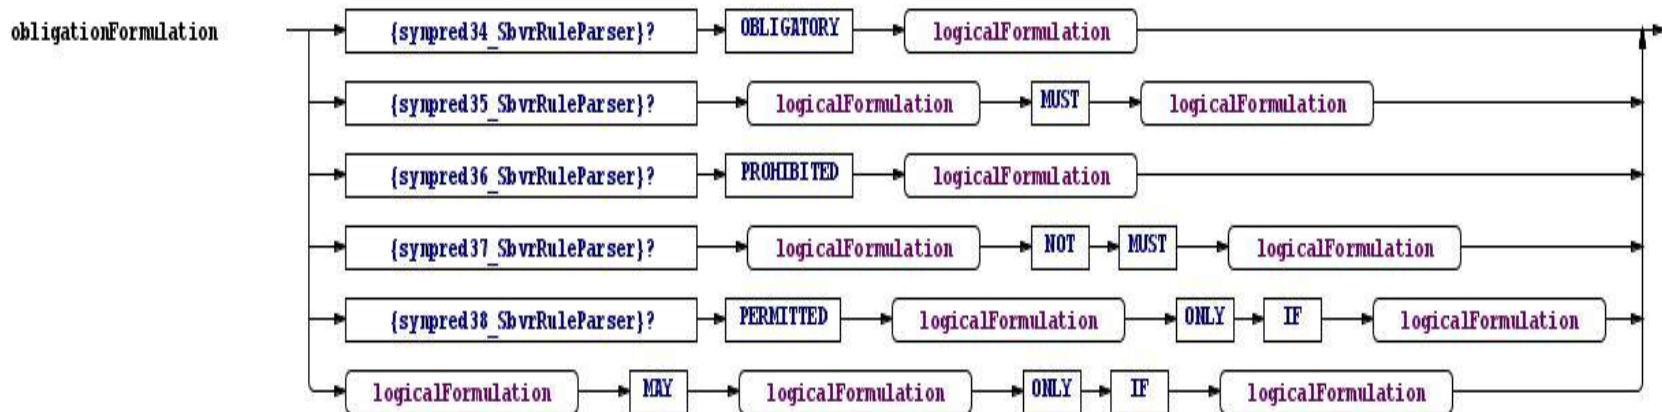 obligationFormulation {synpred34_SbvrRuleParser}? OBLIGATORY logicalFormulation
{synpred35_SbvrRuleParser}? logicalFormulation MUST logicalFormulation
{synpred36_SbvrRuleParser}? PROHIBITED logicalFormulation
{synpred37_SbvrRuleParser}? logicalFormulation NOT MUST logicalFormulation
{synpred38_SbvrRuleParser}? PERMITTED logicalFormulation ONLY IF logicalFormulation
logicalFormulation MAY logicalFormulation ONLY IF logicalFormulation